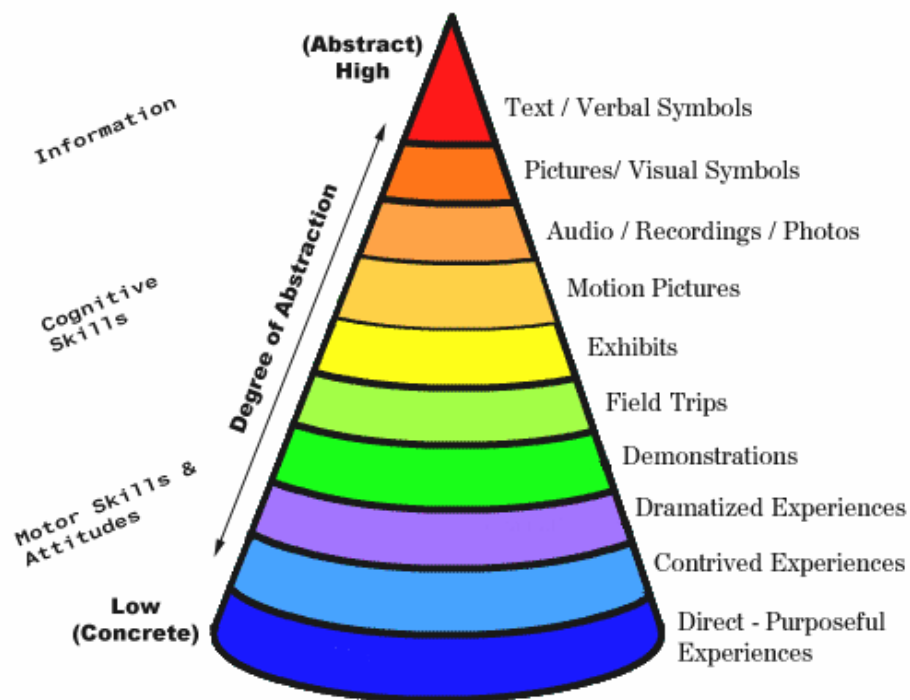 (Abstract)
High
Information
Text / Verbal Symbols
Pictures/ Visual Symbols
Audio / Recordings / Photos
Degree of Abstraction
Motion Pictures
Cognitive
Skills
Exhibits
Field Trips
Demonstrations
Motor Skills &
Attitudes
Dramatized Experiences
Contrived Experiences
Low
(Concrete)
Direct - Purposeful
Experiences